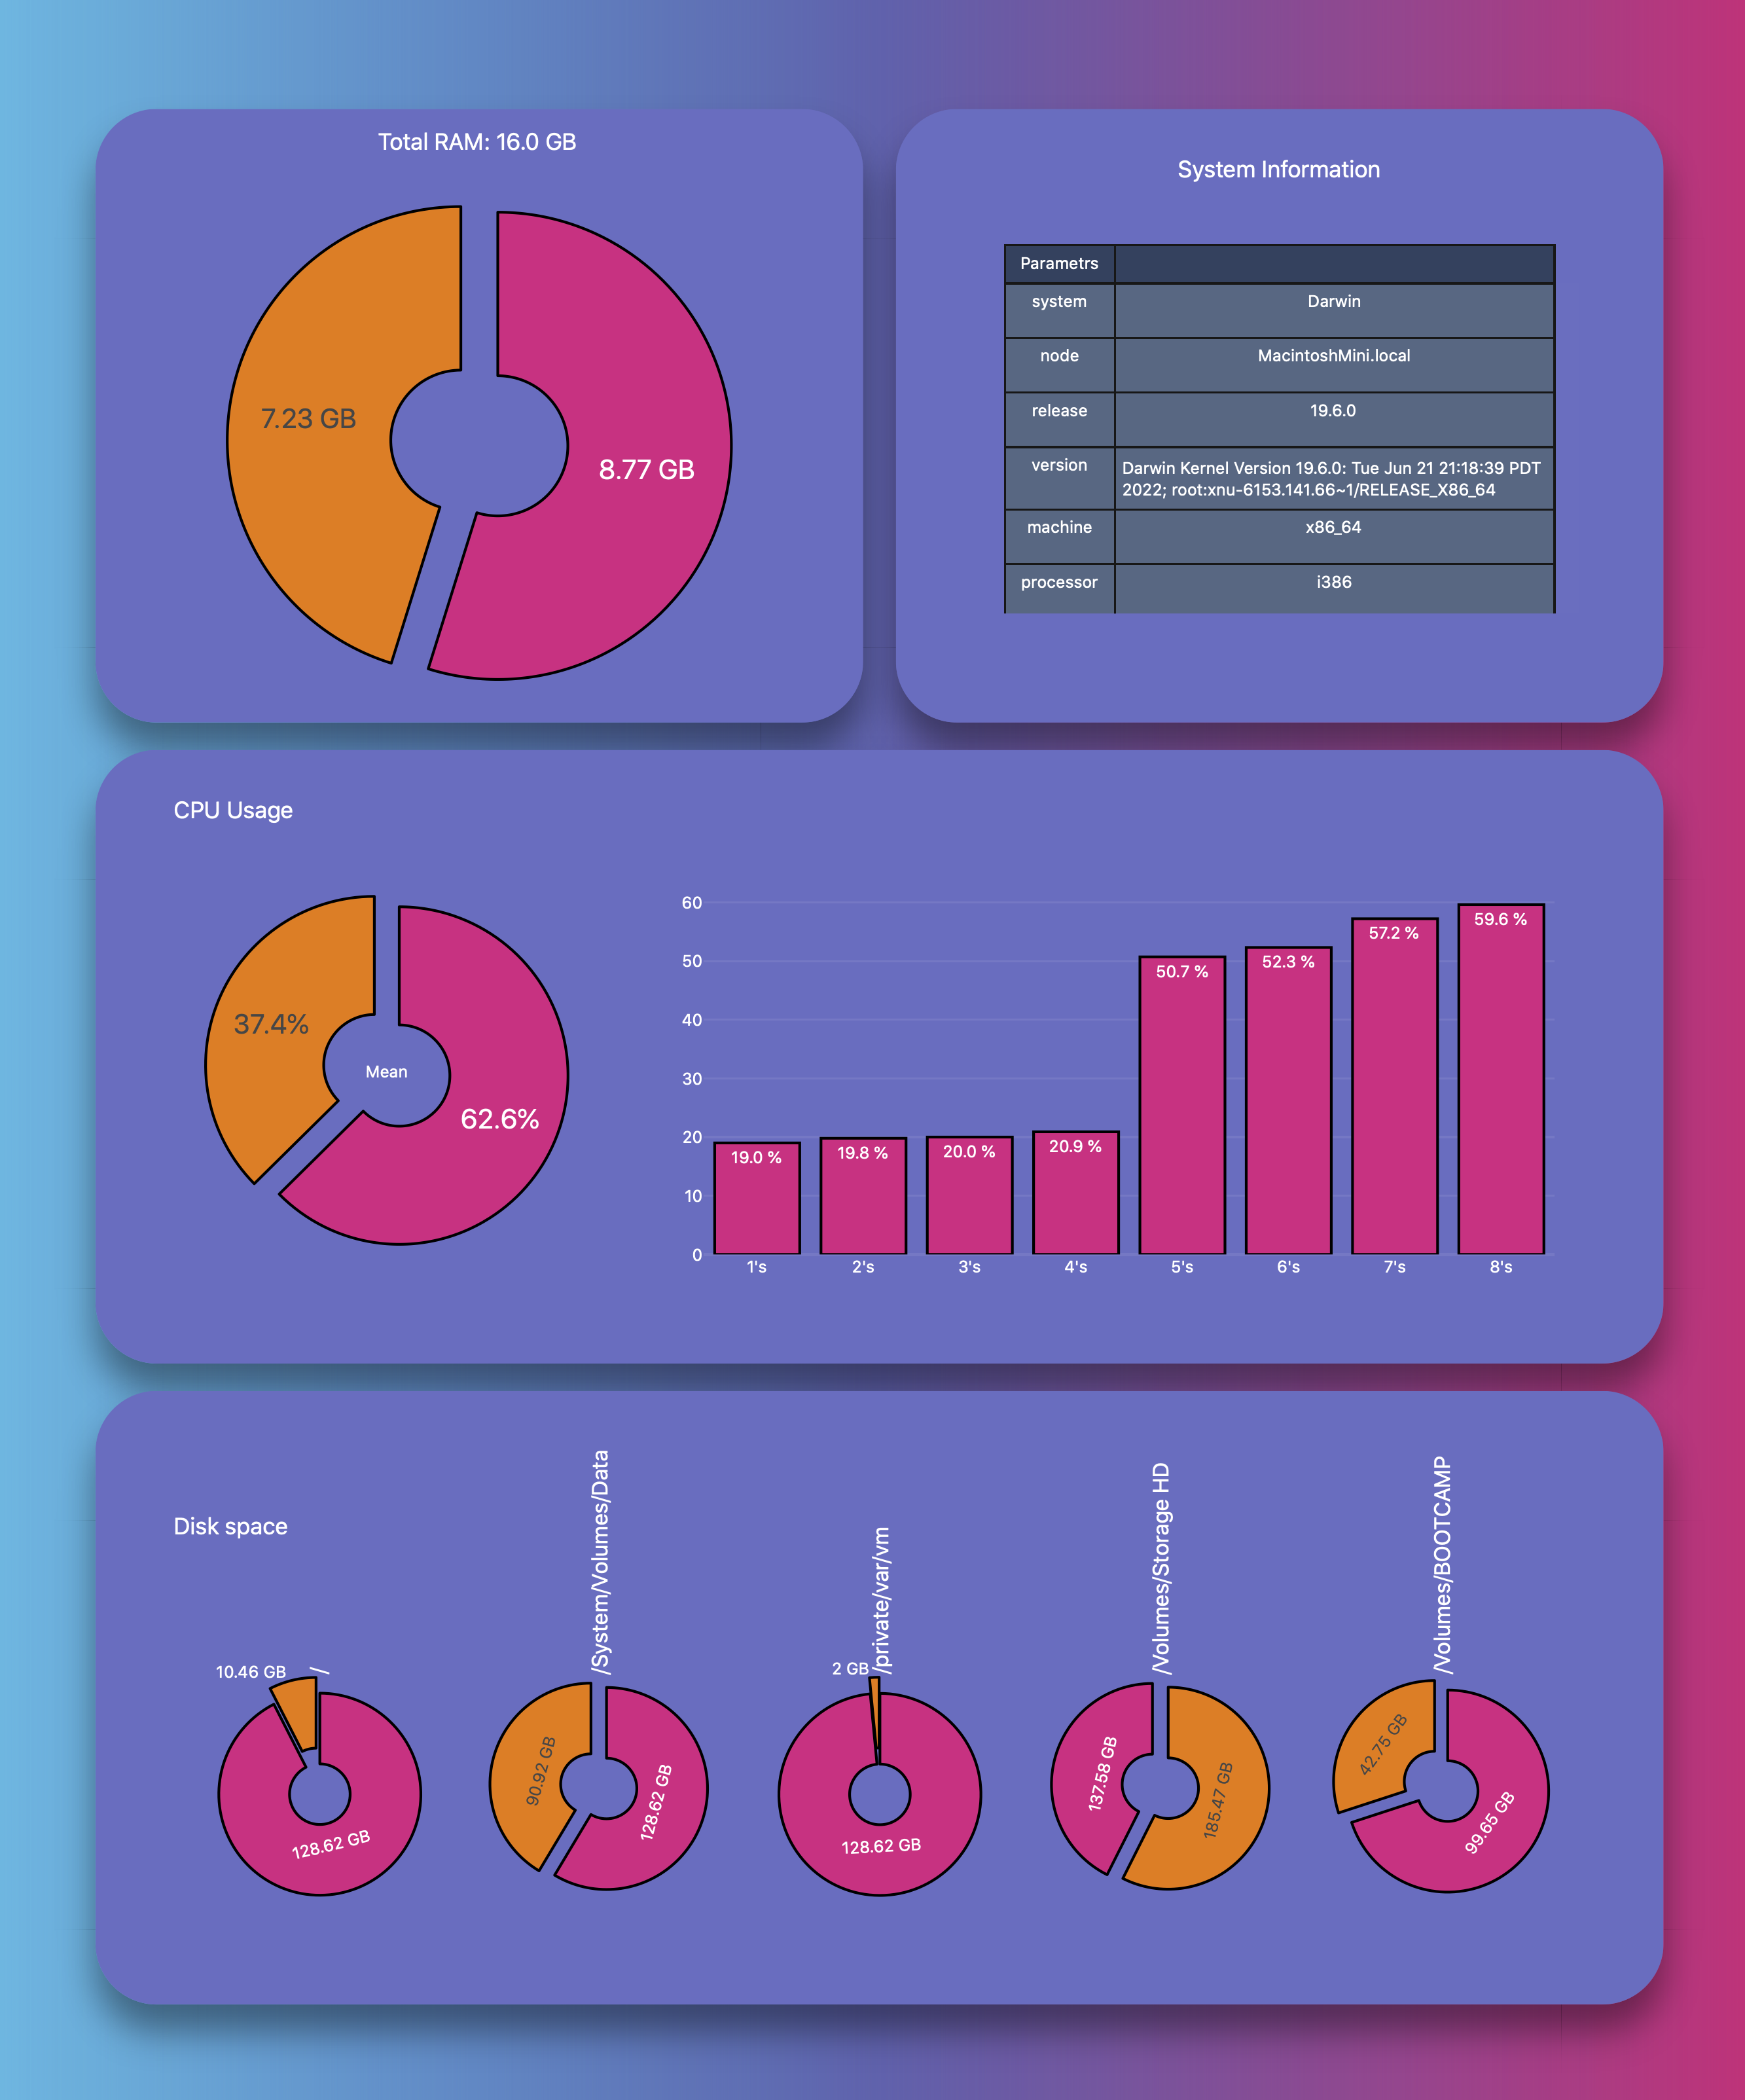 Total RAM: 16.0 GB
7.23 GB
8.77 GB
System Information
Parametrs
system Darwin
node MacintoshMini.local
release 19.6.0
version Darwin Kernel Version 19.6.0: Tue Jun 21 21:18:39 PDT
2022; root:xnu-6153.141.66~1/RELEASE_X86_64
machine x86_64
processor i386
CPU Usage
37.4%
Mean
62.6%
60
50
40
30
20
10
0
19.0 %
19.8 %
20.0 %
20.9 %
50.7 %
52.3 %
57.2 %
59.6 %
1's 2's 3's 4's 5's 6's 7's 8's
Disk space
/
10.46 GB
128.62 GB
/System/Volumes/Data
90.92 GB
128.62 GB
/private/var/vm
2 GB
128.62 GB
/Volumes/Storage HD
137.58 GB
185.47 GB
/Volumes/BOOTCAMP
42.75 GB
99.65 GB